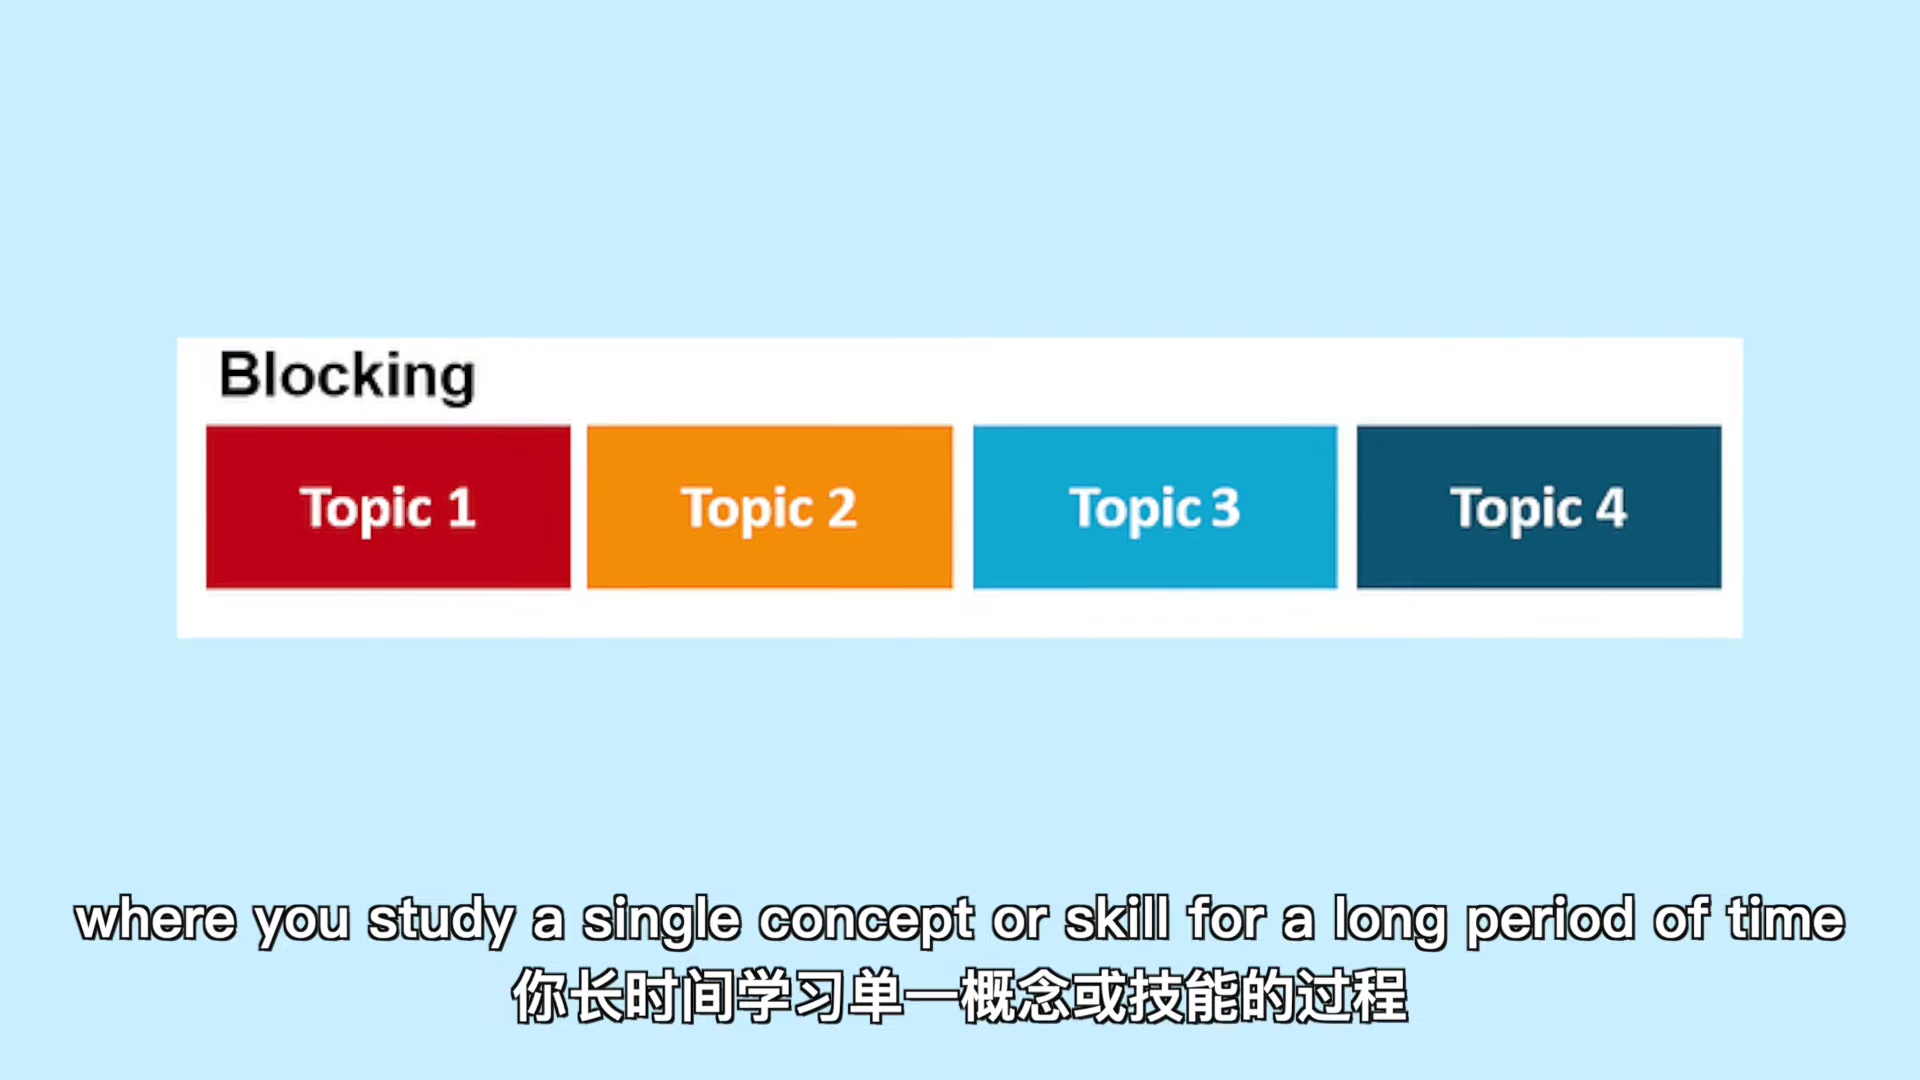 Blocking
Topic 1
Topic 2
Topic 3
Topic 4
where you study a single concept or skill for a long period of time
你长时间学习单一概念或技能的过程